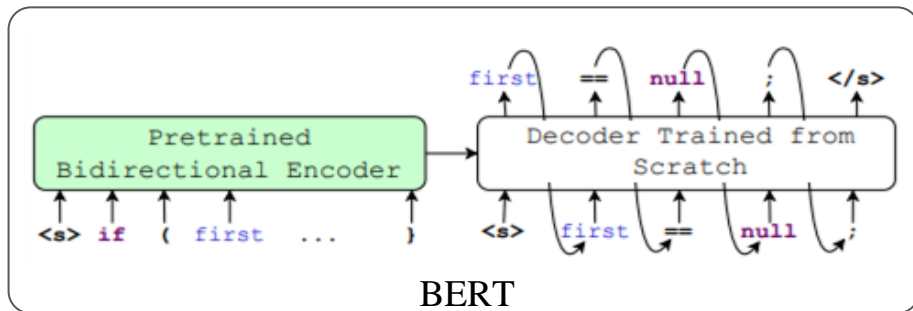 first == null ; </s>
Pretrained
Bidirectional Encoder
Decoder Trained from
Scratch
<s> if ( first ... }
<s> first == null ;
BERT